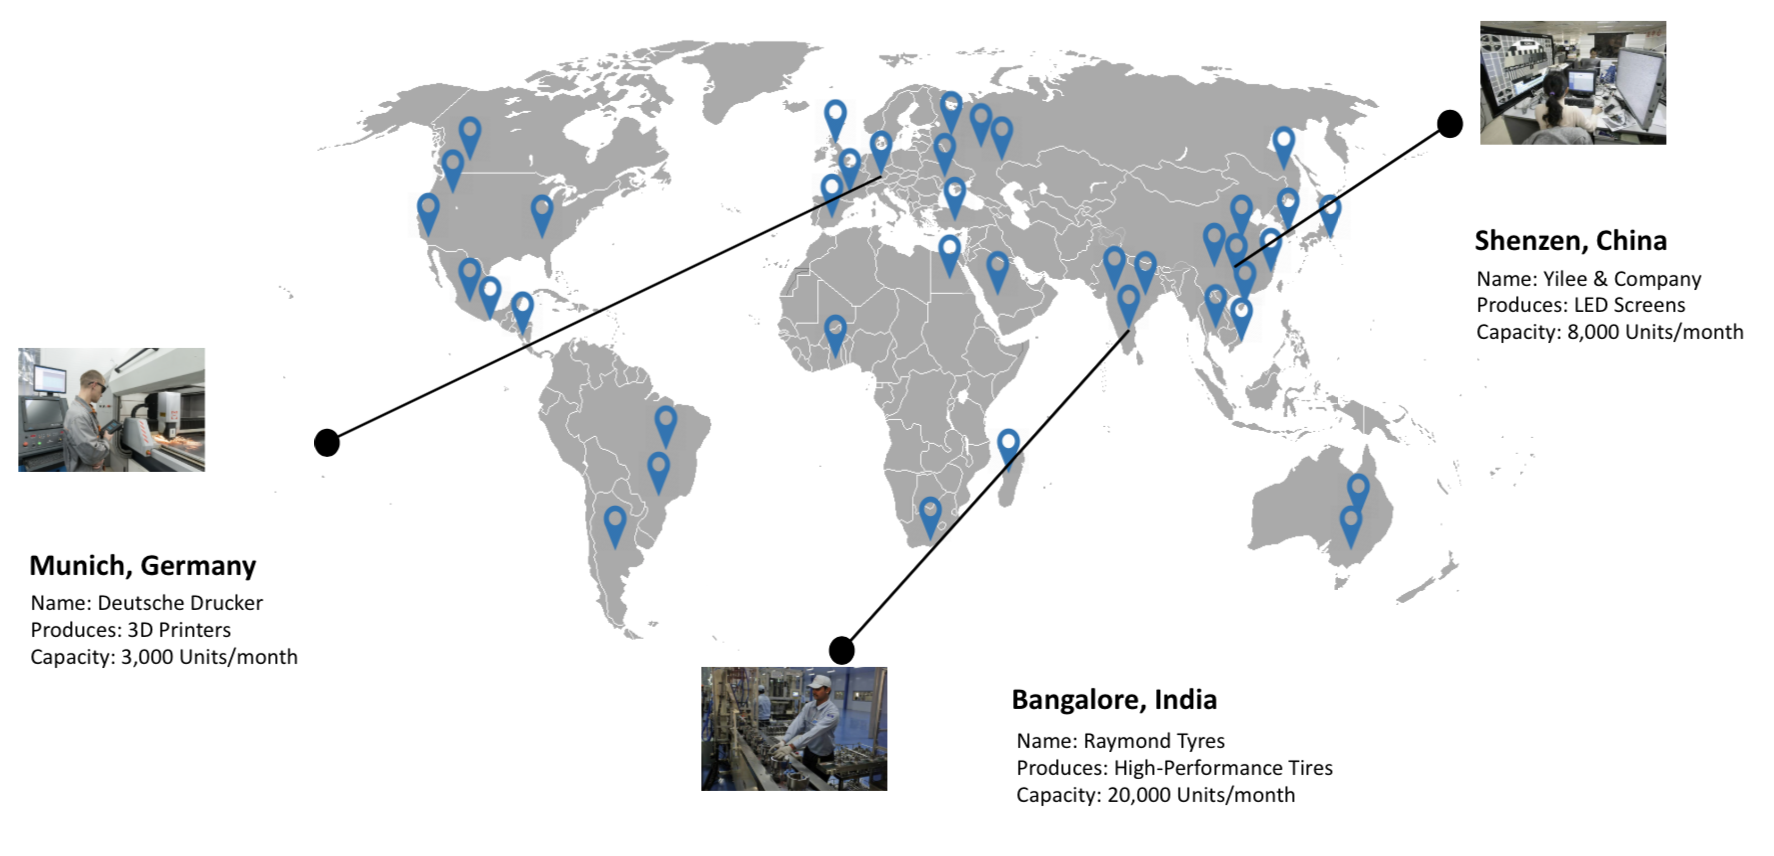 Shenzen, China
Name: Yilee & Company
Produces: LED Screens
Capacity: 8,000 Units/month
Munich, Germany
Name: Deutsche Drucker
Produces: 3D Printers
Capacity: 3,000 Units/month
Bangalore, India
Name: Raymond Tyres
Produces: High-Performance Tires
Capacity: 20,000 Units/month